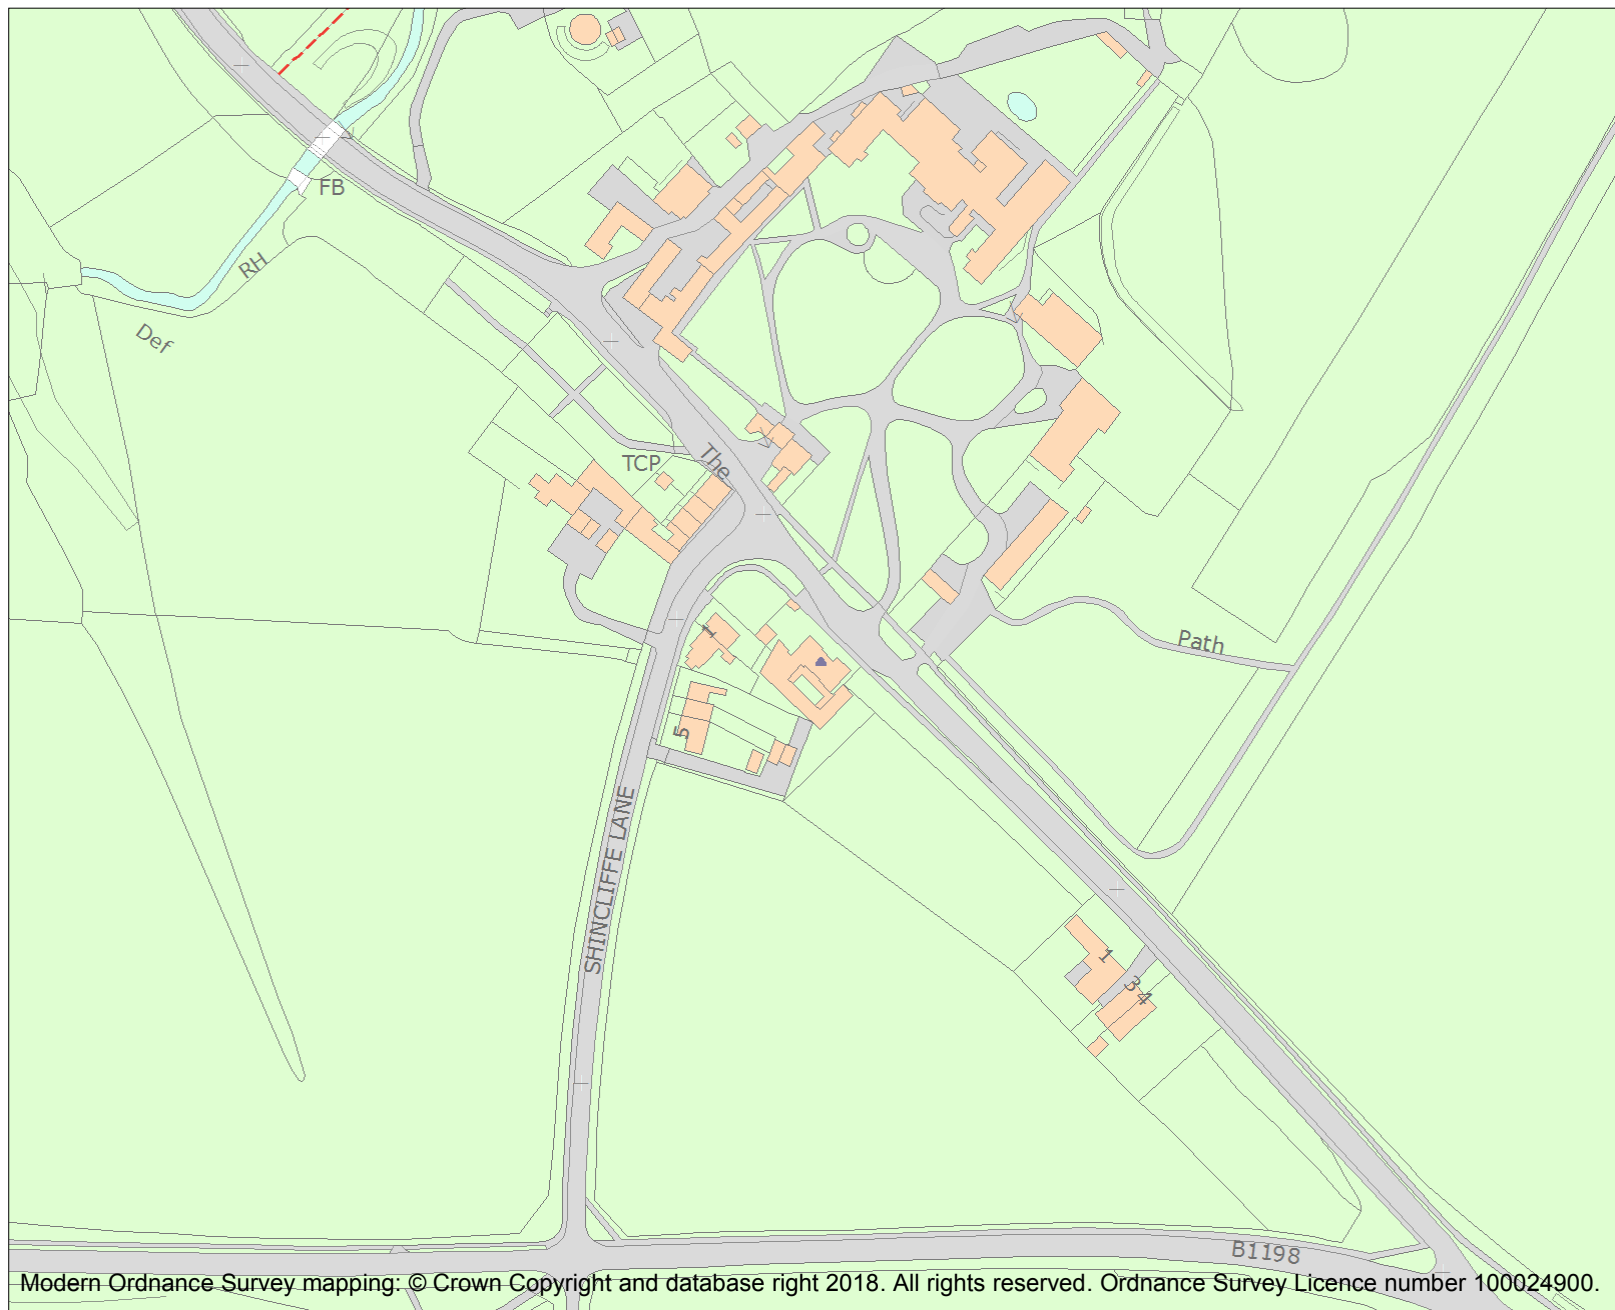 FB
RH
Def
The
TCP
Path
1
5
SHINCLIFFE LANE
1
3
4
B1198
Modern Ordnance Survey mapping: © Crown Copyright and database right 2018. All rights reserved. Ordnance Survey Licence number 100024900.